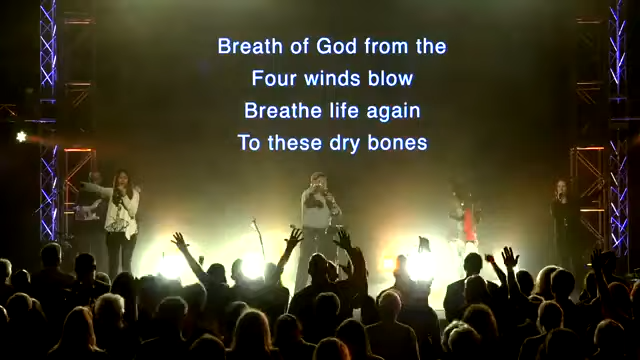 Breath of God from the
Four winds blow
Breathe life again
To these dry bones